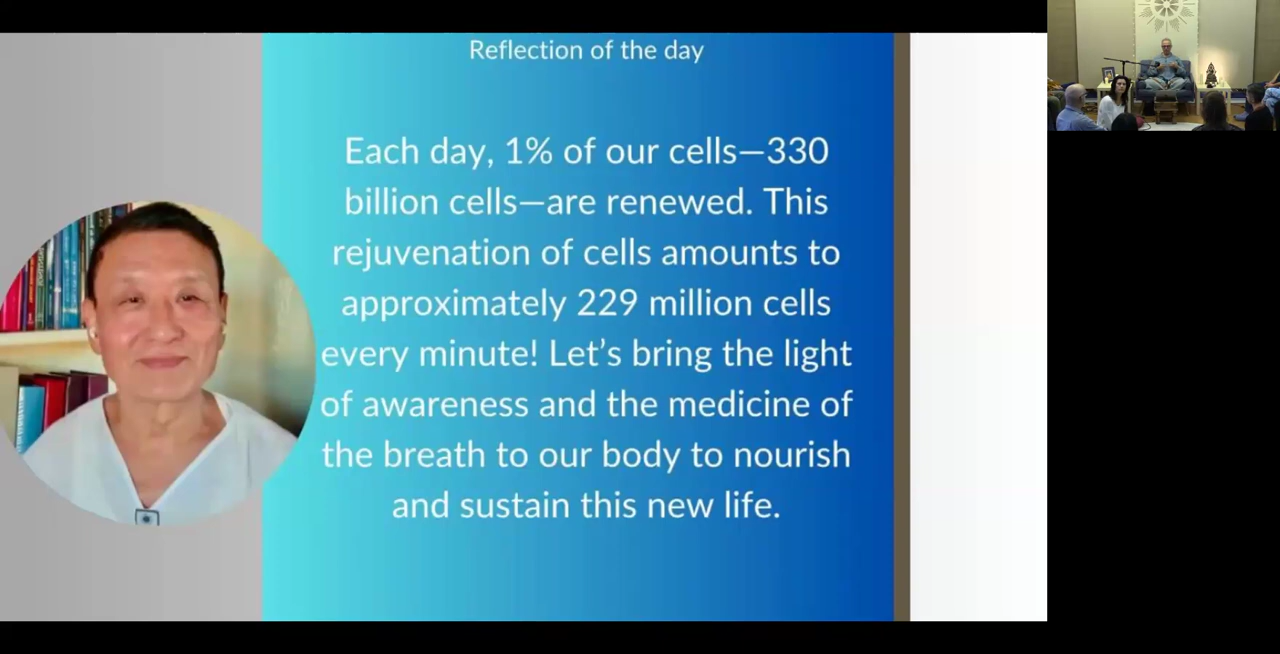 Reflection of the day
Each day, 1% of our cells—330
billion cells—are renewed. This
rejuvenation of cells amounts to
approximately 229 million cells
every minute! Let’s bring the light
of awareness and the medicine of
the breath to our body to nourish
and sustain this new life.